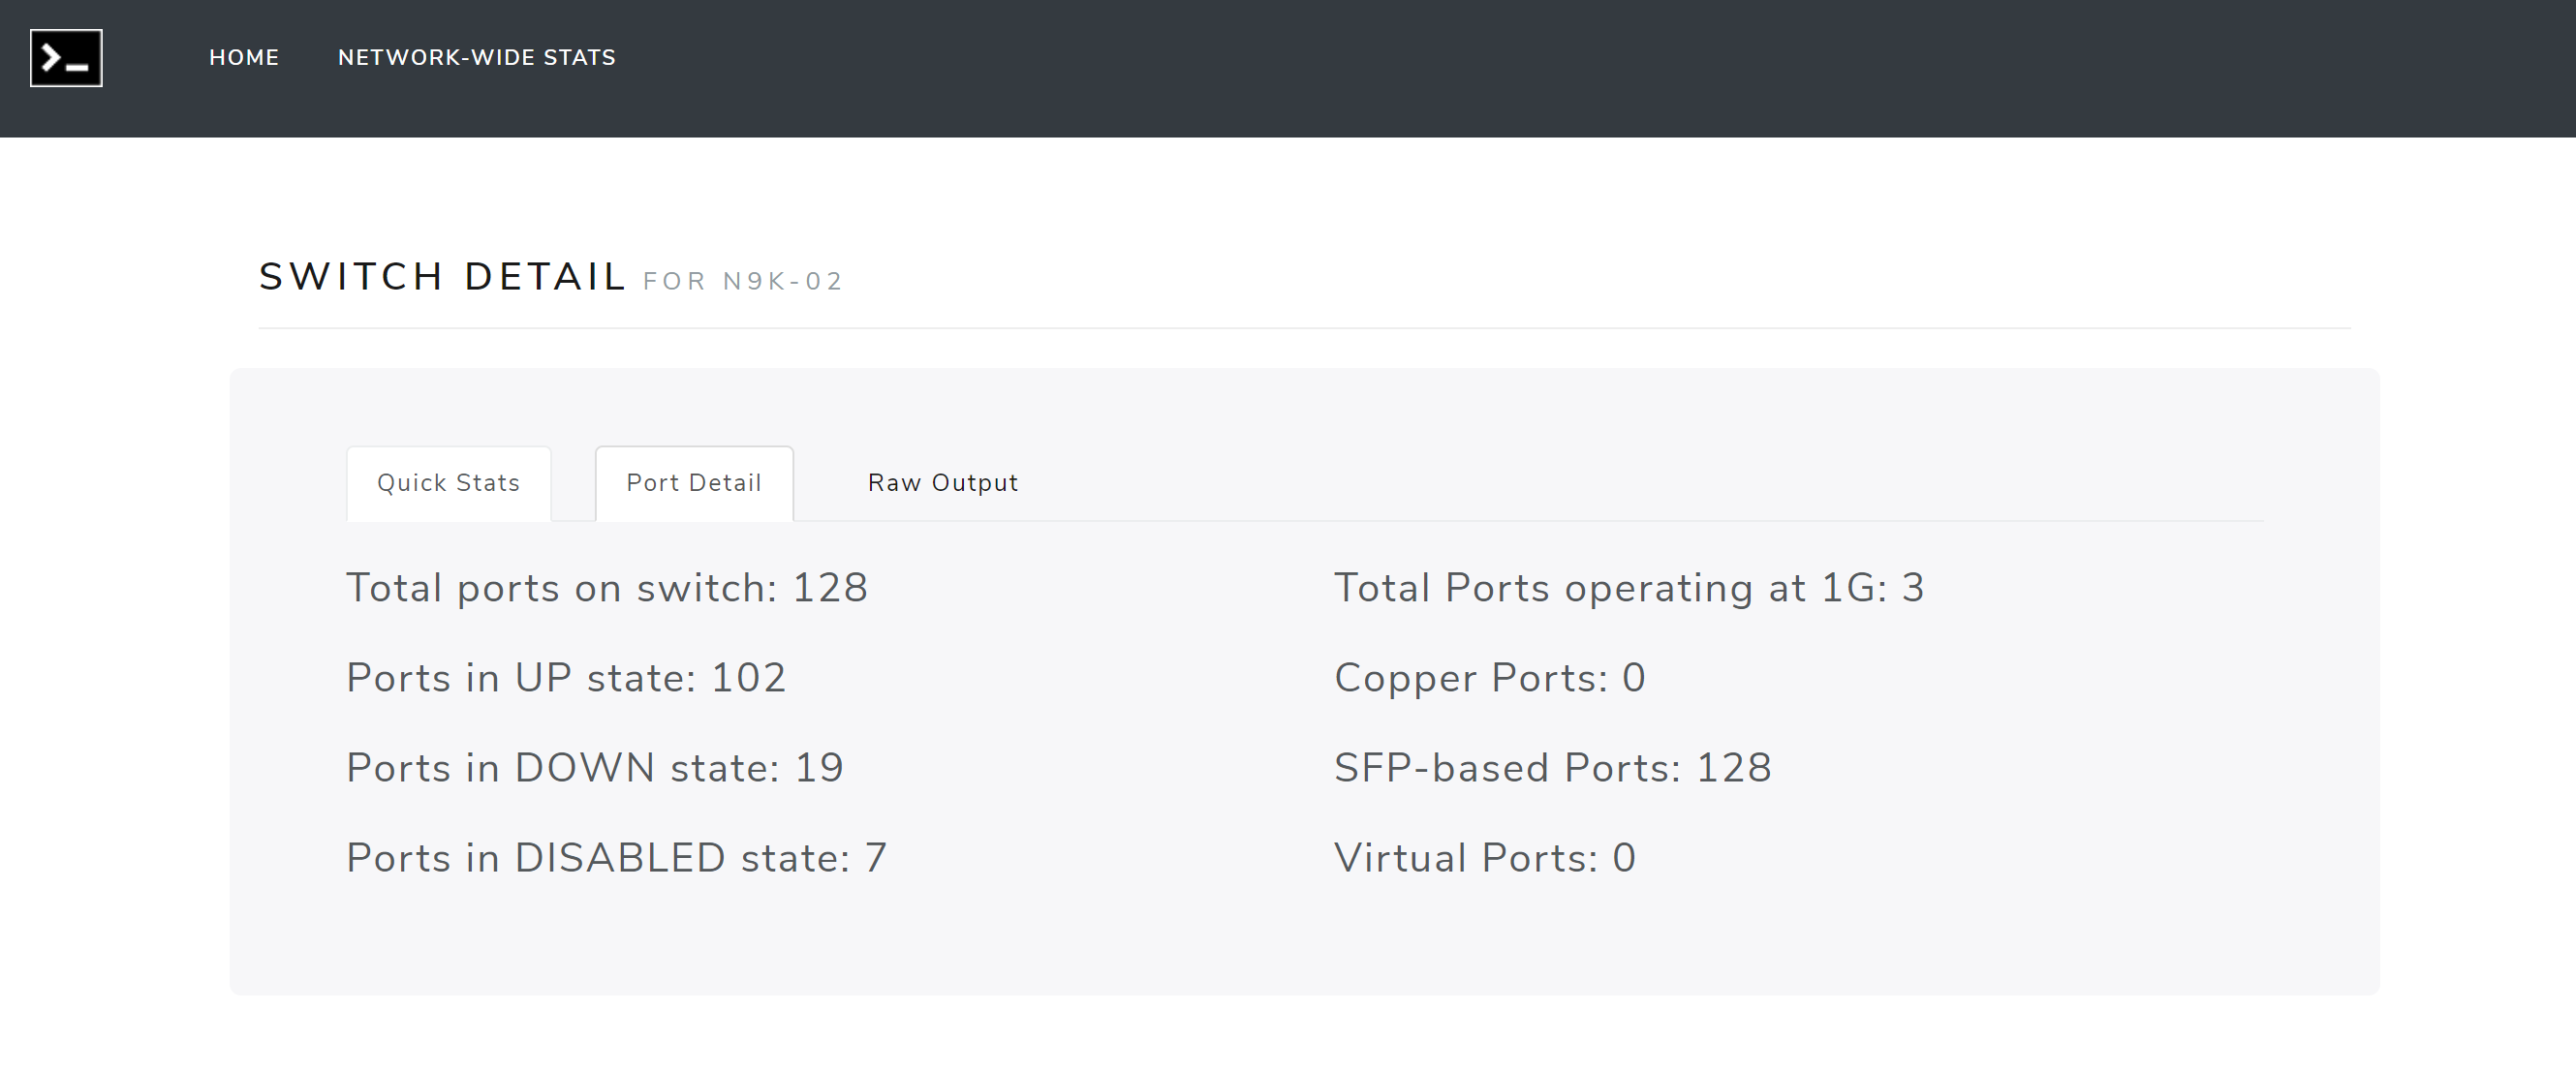 HOME NETWORK-WIDE STATS
SWITCH DETAIL FOR N9K-02
Quick Stats Port Detail Raw Output
Total ports on switch: 128
Ports in UP state: 102
Ports in DOWN state: 19
Ports in DISABLED state: 7
Total Ports operating at 1G: 3
Copper Ports: 0
SFP-based Ports: 128
Virtual Ports: 0